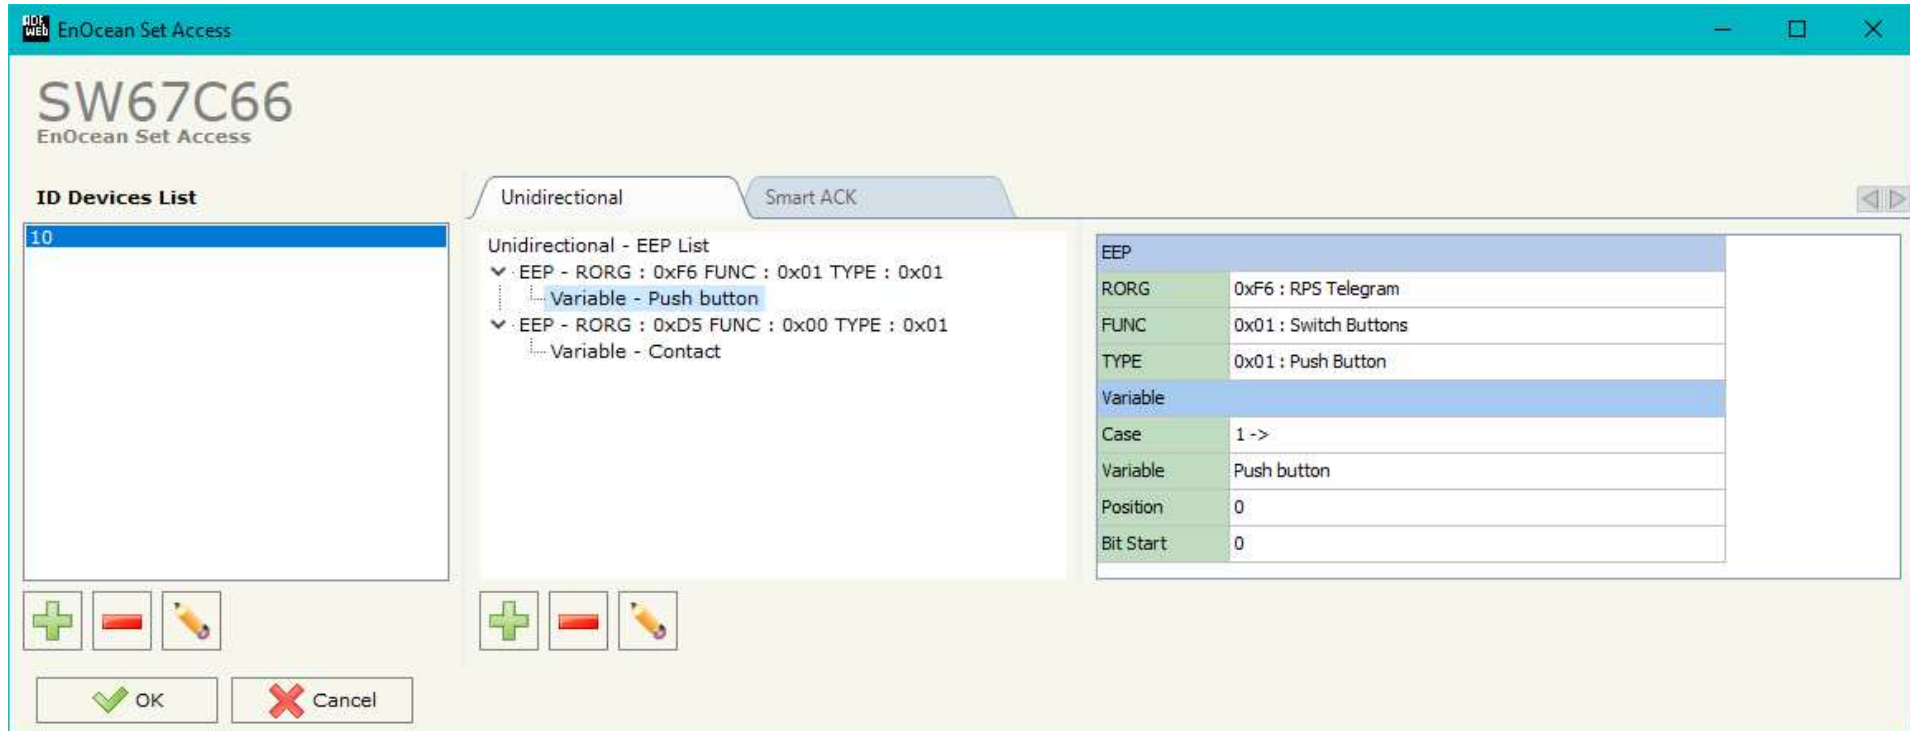 ADF WEB EnOcean Set Access
SW67C66
EnOcean Set Access
ID Devices List
10
Unidirectional
Smart ACK
Unidirectional - EEP List
EEP - RORG : 0xF6 FUNC : 0x01 TYPE : 0x01
Variable - Push button
EEP - RORG : 0xD5 FUNC : 0x00 TYPE : 0x01
Variable - Contact
EEP
RORG 0xF6 : RPS Telegram
FUNC 0x01 : Switch Buttons
TYPE 0x01 : Push Button
Variable
Case 1 ->
Variable Push button
Position 0
Bit Start 0
OK
Cancel